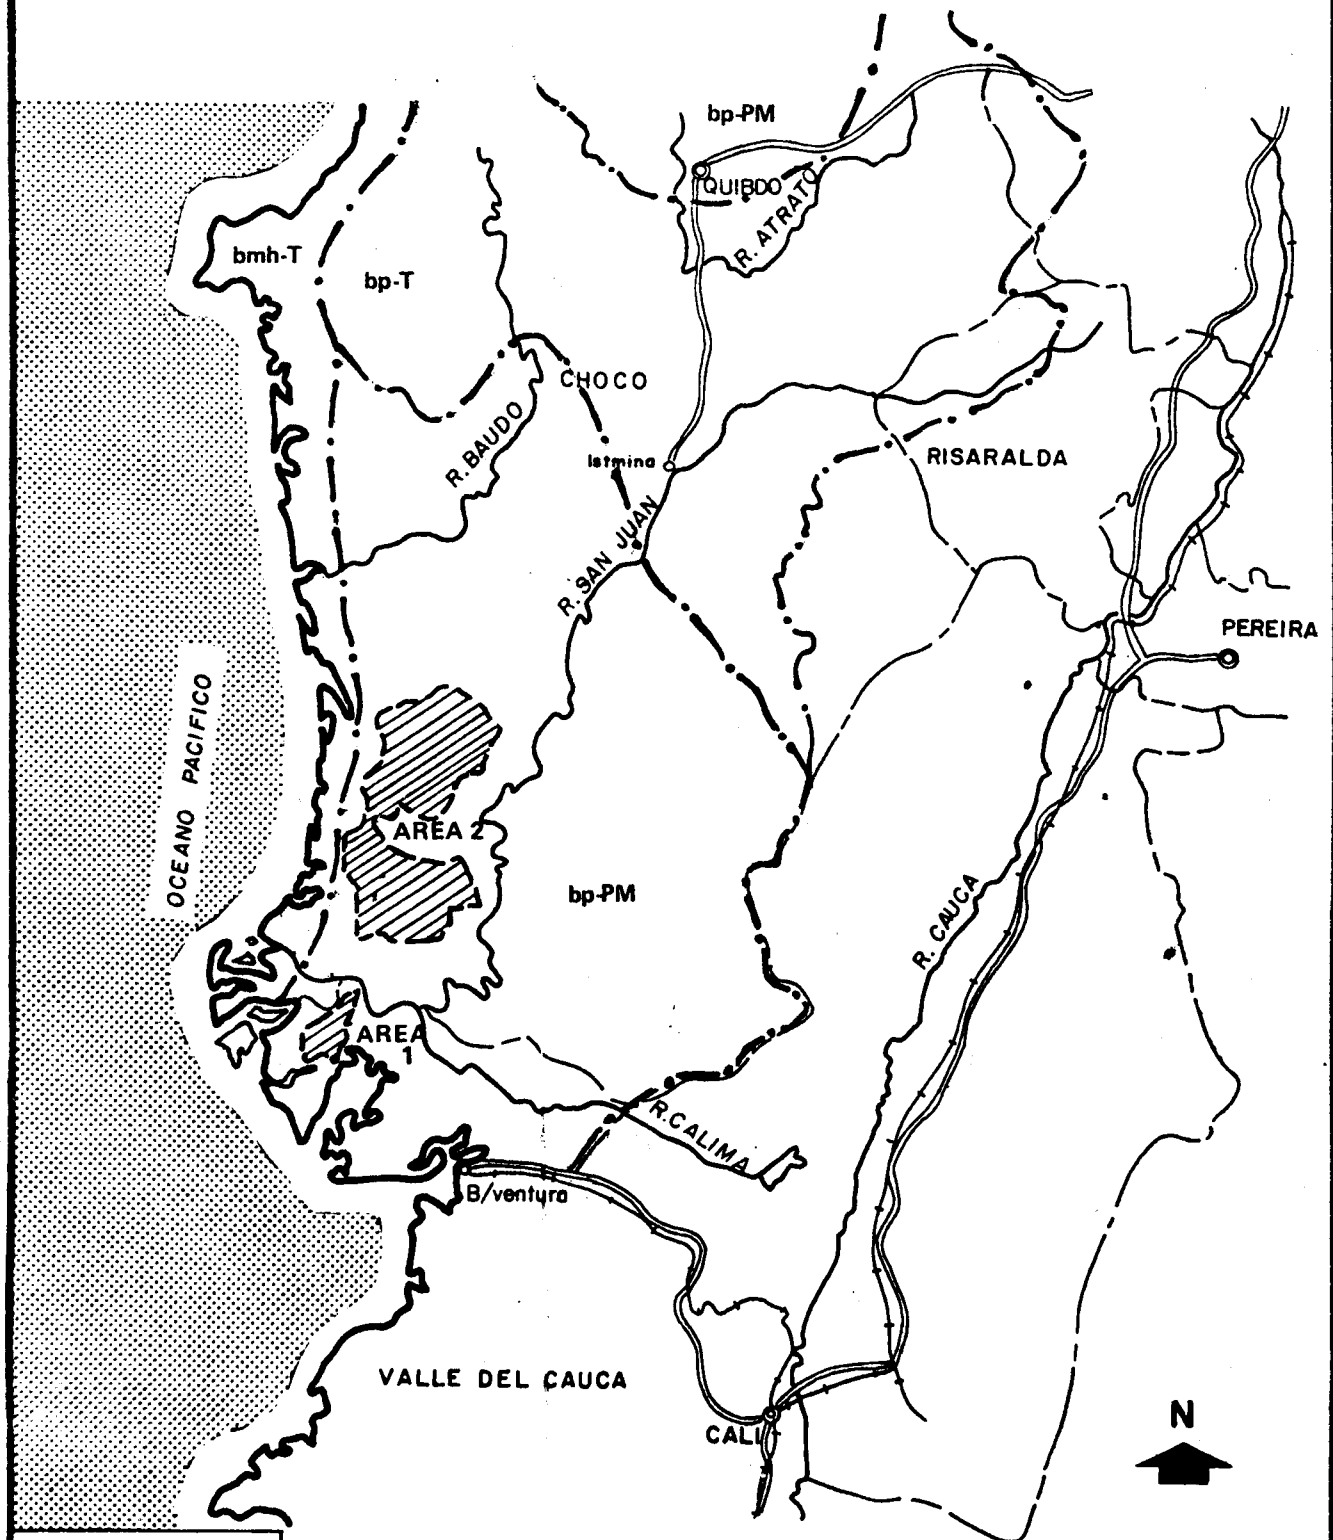 bp-PM
QUIBDO
R. ATRATO
bmh-T
bp-T
CHOCO
R. BAUDO
Istmina
RISARALDA
R. SAN JUAN
PEREIRA
OCEANO PACIFICO
AREA 2
bp-PM
R. CAUCA
AREA
1
R. CALIMA
B/ventura
VALLE DEL CAUCA
CALI
N